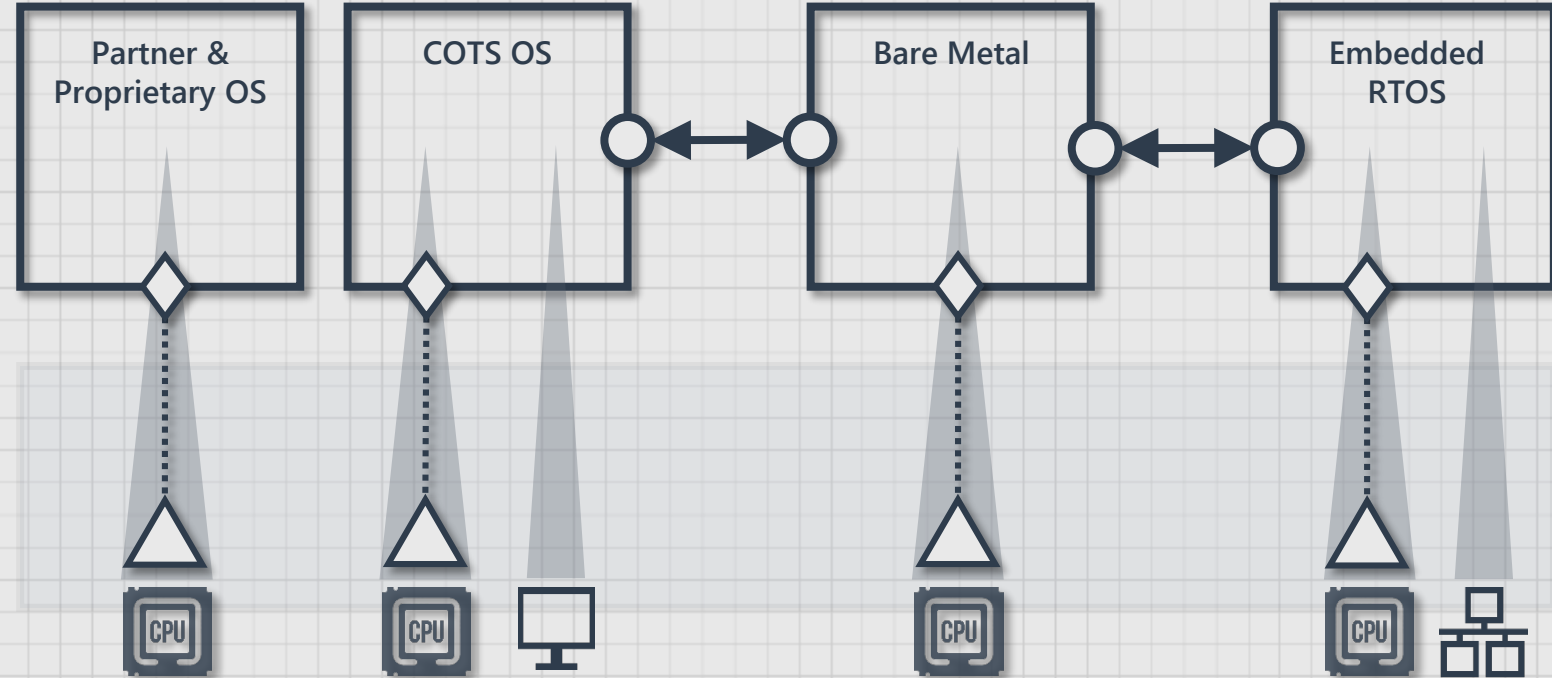 Partner &
Proprietary OS
COTS OS
Bare Metal
Embedded
RTOS
CPU
CPU
CPU
CPU